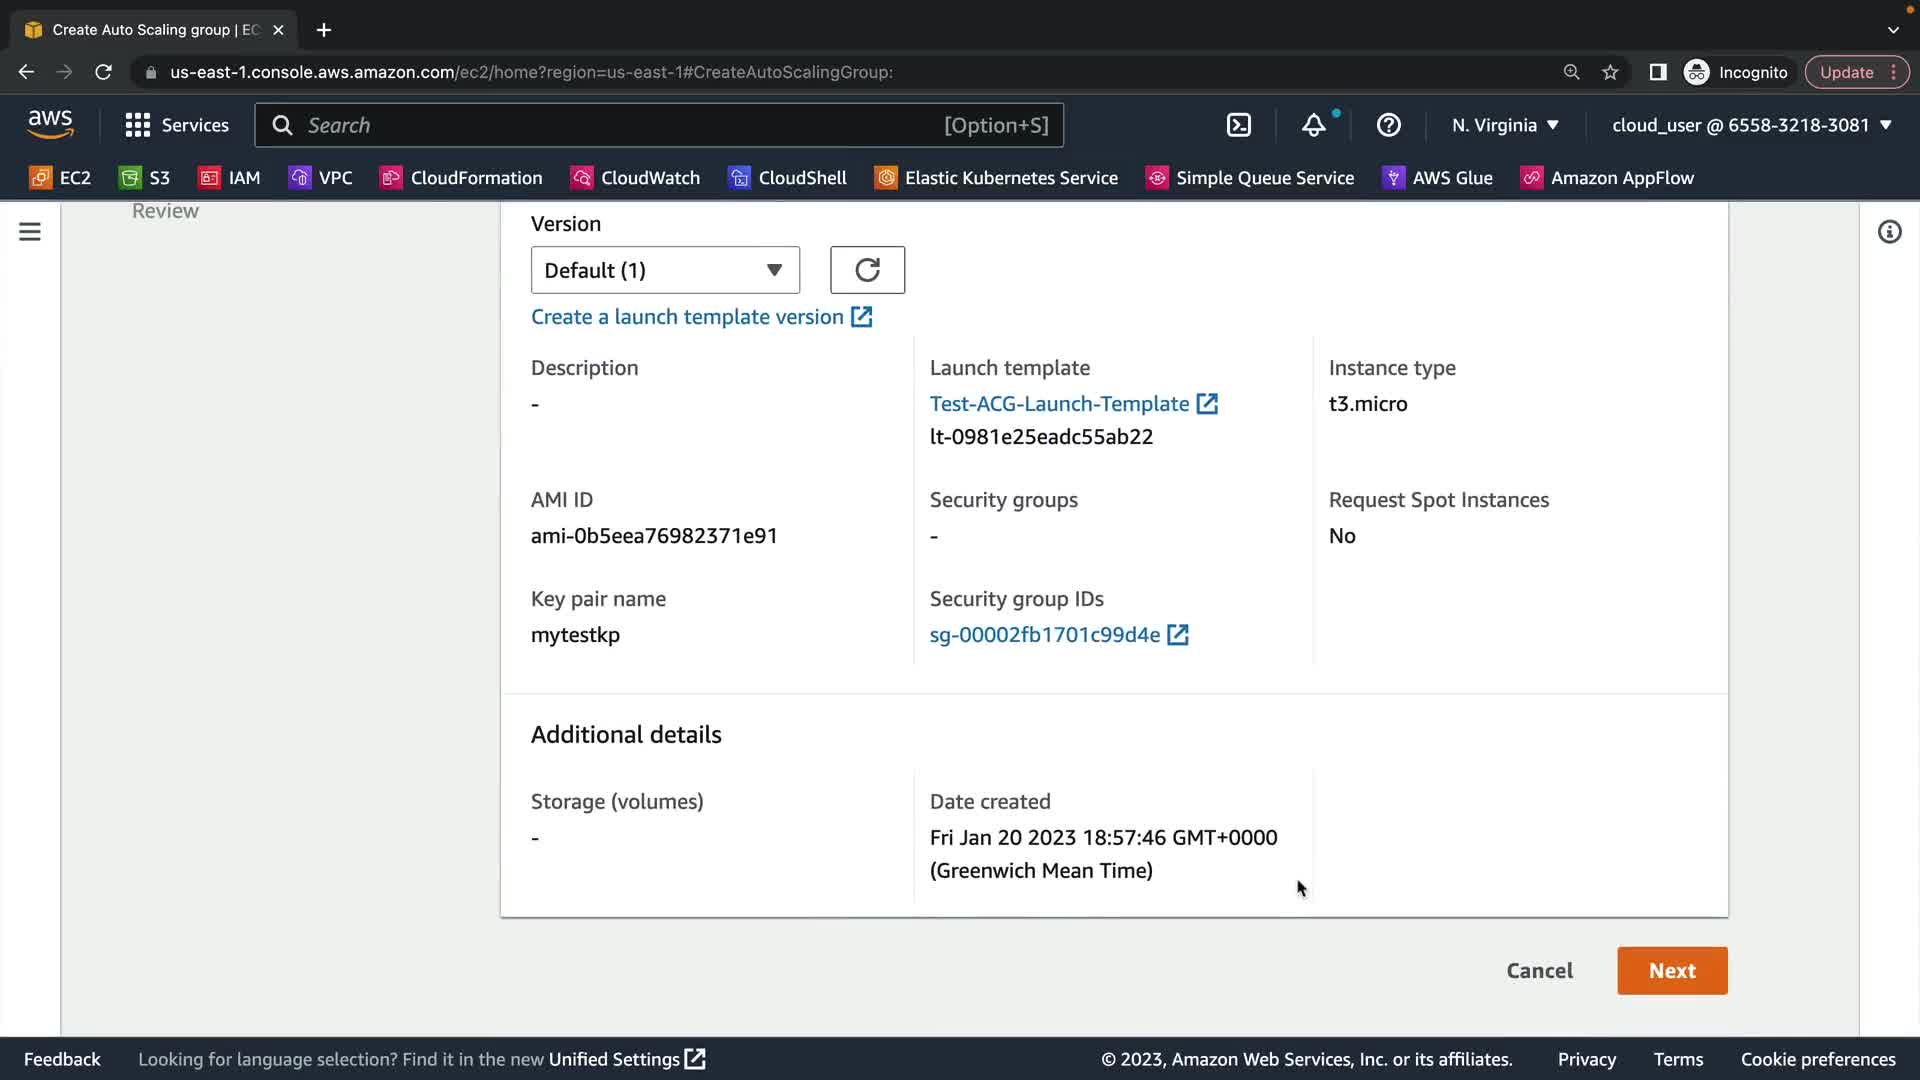 Create Auto Scaling group | EC
us-east-1.console.aws.amazon.com/ec2/home?region=us-east-1#CreateAutoScalingGroup:
Incognito
Update
aws
Services
Search
[Option+S]
N. Virginia
cloud_user @ 6558-3218-3081
EC2
S3
IAM
VPC
CloudFormation
CloudWatch
CloudShell
Elastic Kubernetes Service
Simple Queue Service
AWS Glue
Amazon AppFlow
Review
Version
Default (1)
Create a launch template version
Description
-
Launch template
Test-ACG-Launch-Template
lt-0981e25eadc55ab22
Instance type
t3.micro
AMI ID
ami-0b5eea76982371e91
Security groups
-
Request Spot Instances
No
Key pair name
mytestkp
Security group IDs
sg-00002fb1701c99d4e
Additional details
Storage (volumes)
-
Date created
Fri Jan 20 2023 18:57:46 GMT+0000
(Greenwich Mean Time)
Cancel
Next
Feedback
Looking for language selection? Find it in the new Unified Settings
© 2023, Amazon Web Services, Inc. or its affiliates.
Privacy
Terms
Cookie preferences